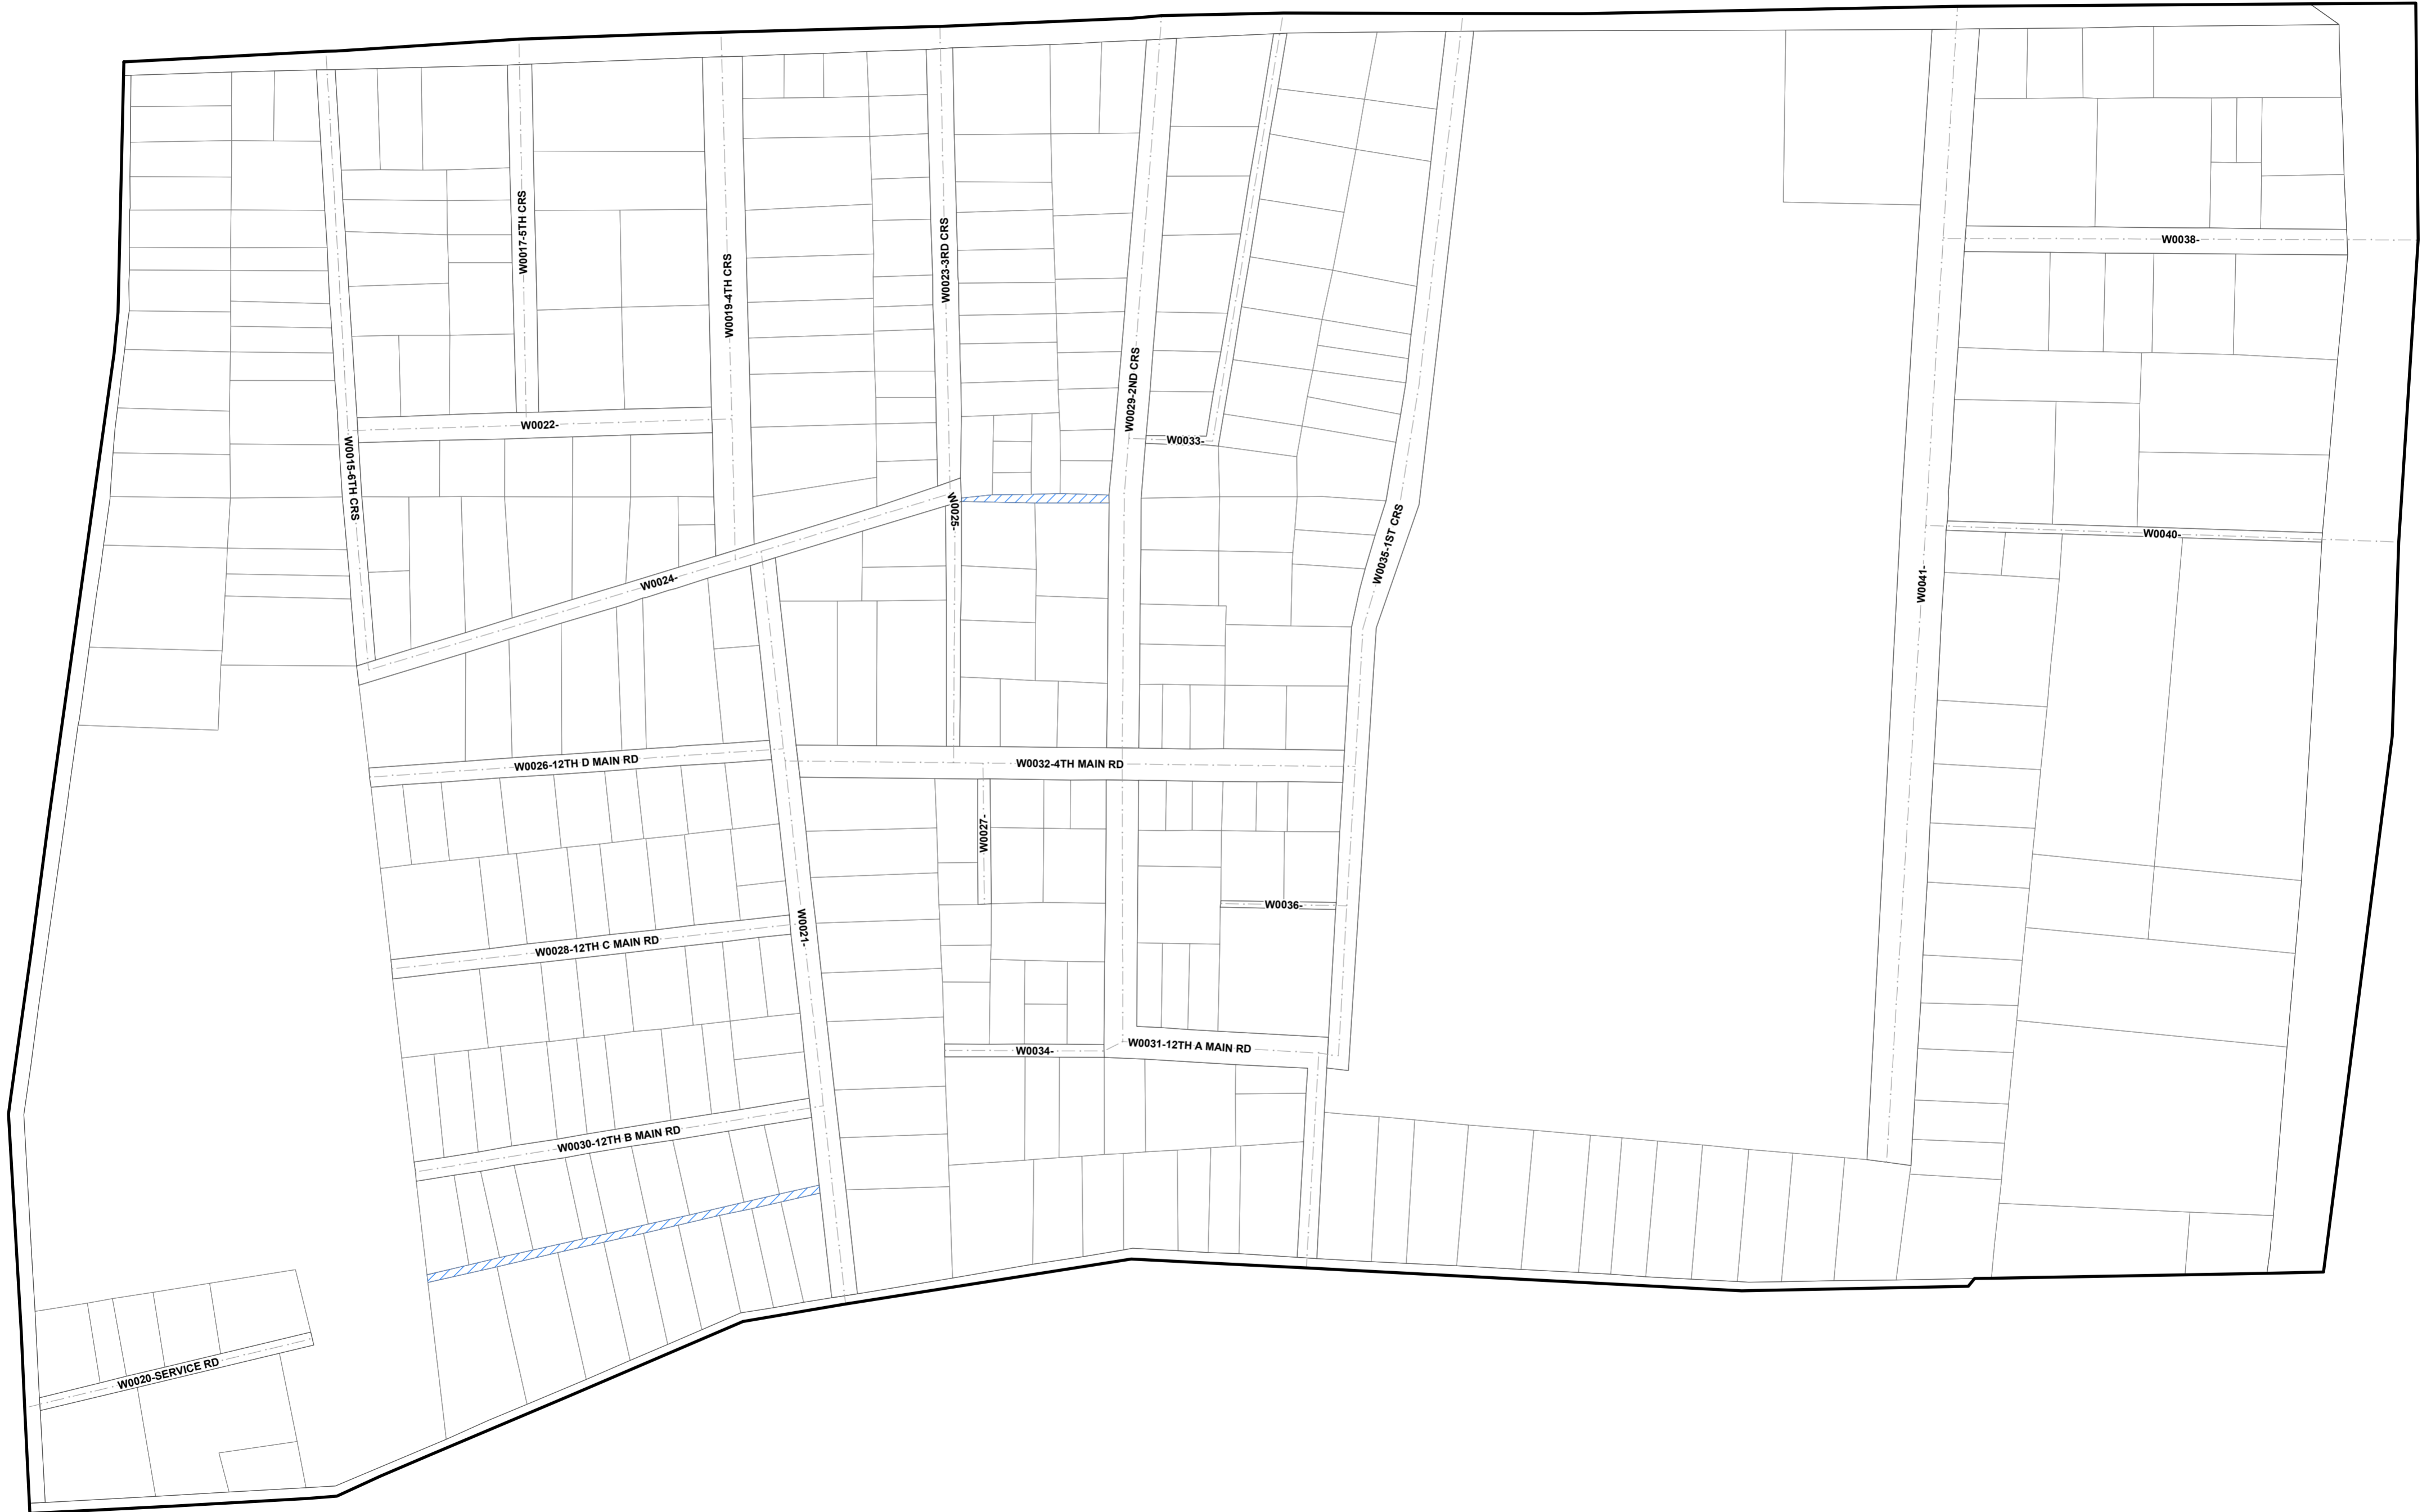 W0038-
W0017-5TH CRS
W0023-3RD CRS
W0019-4TH CRS
W0029-2ND CRS
W0022-
W0033-
W0015-6TH CRS
W0025-
W0040-
W0035-1ST CRS
W0024-
W0041-
W0026-12TH D MAIN RD
W0032-4TH MAIN RD
W0027-
W0036-
W0021-
W0028-12TH C MAIN RD
W0034-
W0031-12TH A MAIN RD
W0030-12TH B MAIN RD
W0020-SERVICE RD